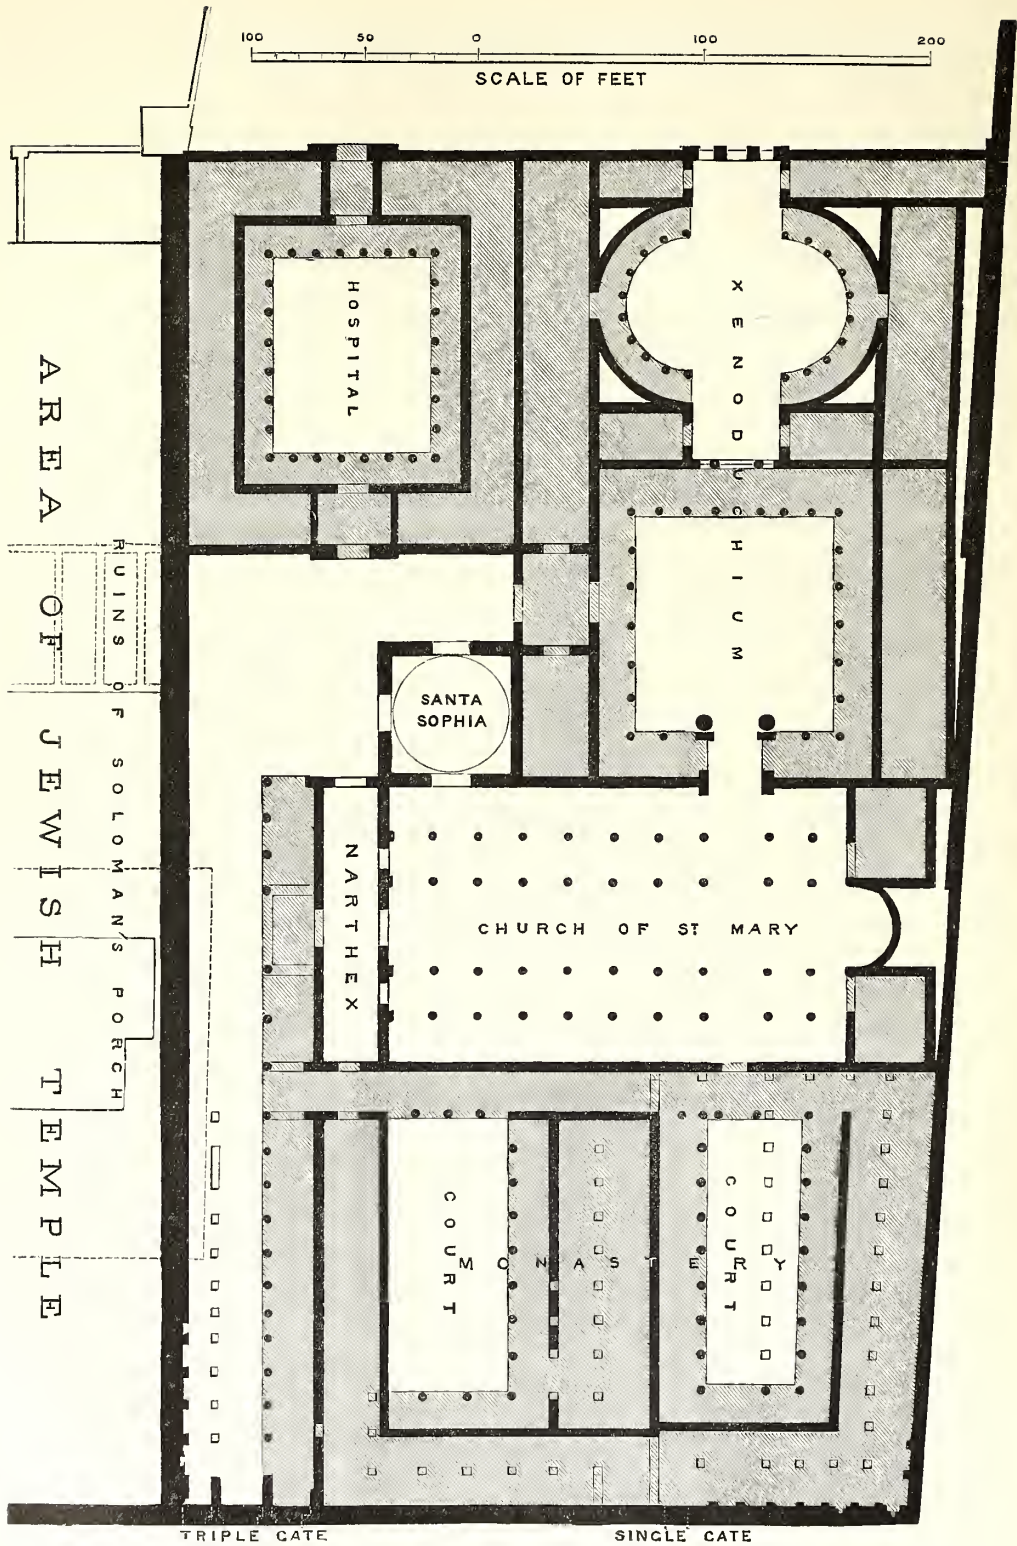 100 50 0 100 200
SCALE OF FEET
HOSPITAL
XENODUCHIUM
AREA OF JEWISH TEMPLE
RUINS OF SOLOMAN'S PORCH
SANTA
SOPHIA
NARTHEX
CHURCH OF ST MARY
COURT
COURT
MONASTERY
TRIPLE GATE
SINGLE GATE